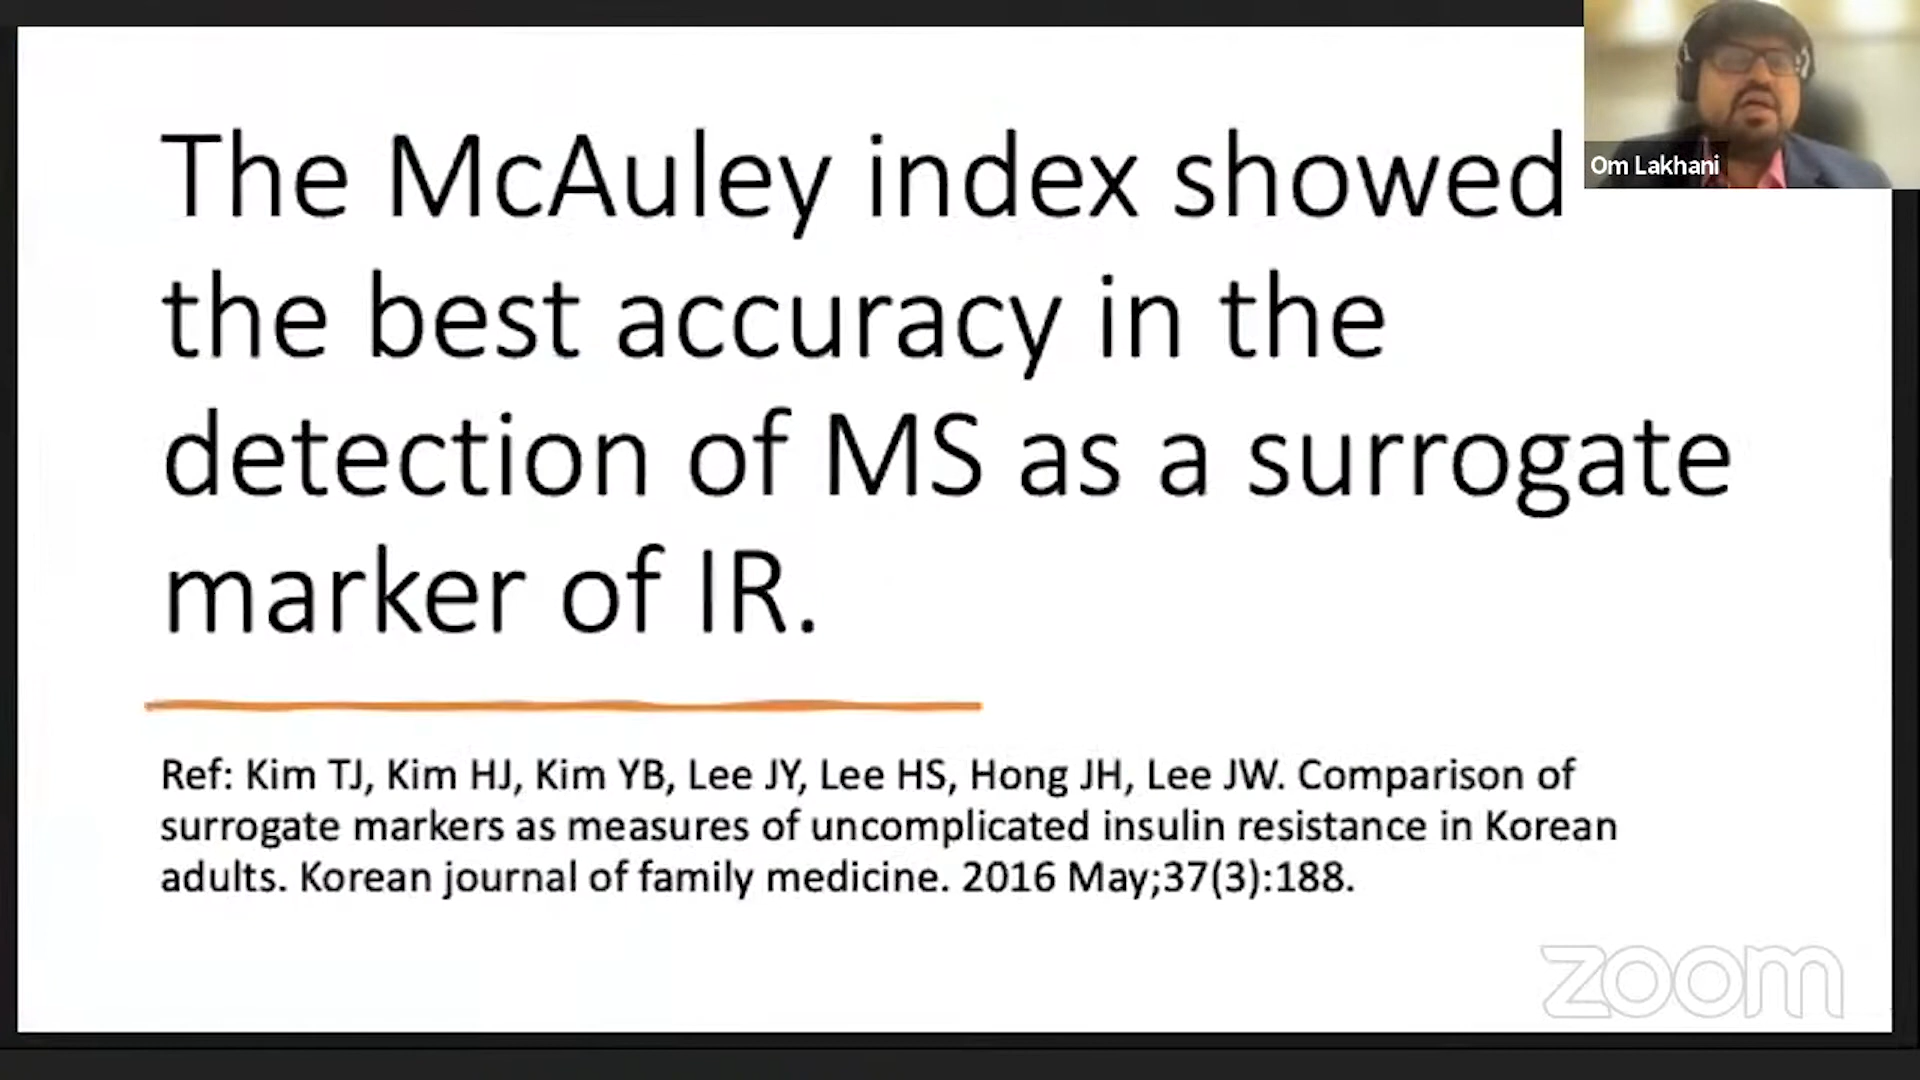 The McAuley index showed
the best accuracy in the
detection of MS as a surrogate
marker of IR.
Om Lakhani
Ref: Kim TJ, Kim HJ, Kim YB, Lee JY, Lee HS, Hong JH, Lee JW. Comparison of
surrogate markers as measures of uncomplicated insulin resistance in Korean
adults. Korean journal of family medicine. 2016 May;37(3):188.
zoom